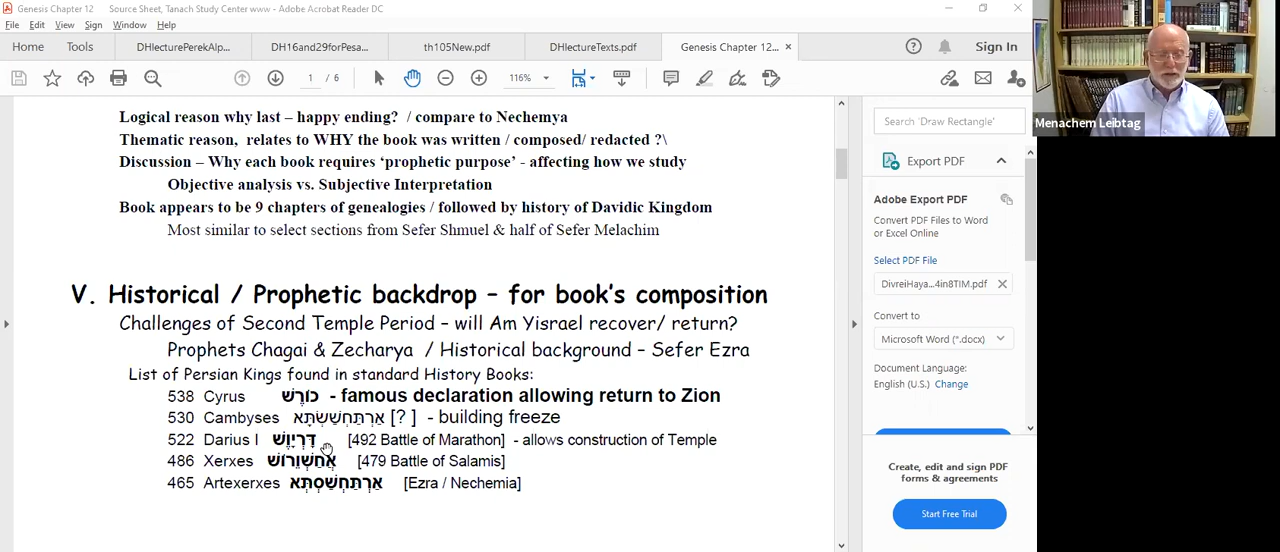 Genesis Chapter 12 Source Sheet, Tanach Study Center www - Adobe Acrobat Reader DC
File Edit View Sign Window Help
Home Tools DHlecturePerekAlp... DH16and29forPesa... th105New.pdf DHlectureTexts.pdf Genesis Chapter 12... × Sign In
1 / 6 116%
Logical reason why last – happy ending? / compare to Nechemya
Thematic reason, relates to WHY the book was written / composed/ redacted ?\
Discussion – Why each book requires ‘prophetic purpose’ - affecting how we study
Objective analysis vs. Subjective Interpretation
Book appears to be 9 chapters of genealogies / followed by history of Davidic Kingdom
Most similar to select sections from Sefer Shmuel & half of Sefer Melachim
V. Historical / Prophetic backdrop – for book’s composition
Challenges of Second Temple Period – will Am Yisrael recover/ return?
Prophets Chagai & Zecharya / Historical background – Sefer Ezra
List of Persian Kings found in standard History Books:
538 Cyrus כּוֹרֶשׁ - famous declaration allowing return to Zion
530 Cambyses אַרְתַּחְשַׁשְׂתָּא [? ] - building freeze
522 Darius I דָּרְיָוֶשׁ [492 Battle of Marathon] - allows construction of Temple
486 Xerxes אֲחַשְׁוֵרוֹשׁ [479 Battle of Salamis]
465 Artexerxes אַרְתַּחְשַׁסְתְּא [Ezra / Nechemia]
Search 'Draw Rectangle'
Export PDF
Adobe Export PDF
Convert PDF Files to Word
or Excel Online
Select PDF File
DivreiHaya...4in8TIM.pdf
Convert to
Microsoft Word (*.docx)
Document Language:
English (U.S.) Change
Create, edit and sign PDF
forms & agreements
Start Free Trial
Menachem Leibtag